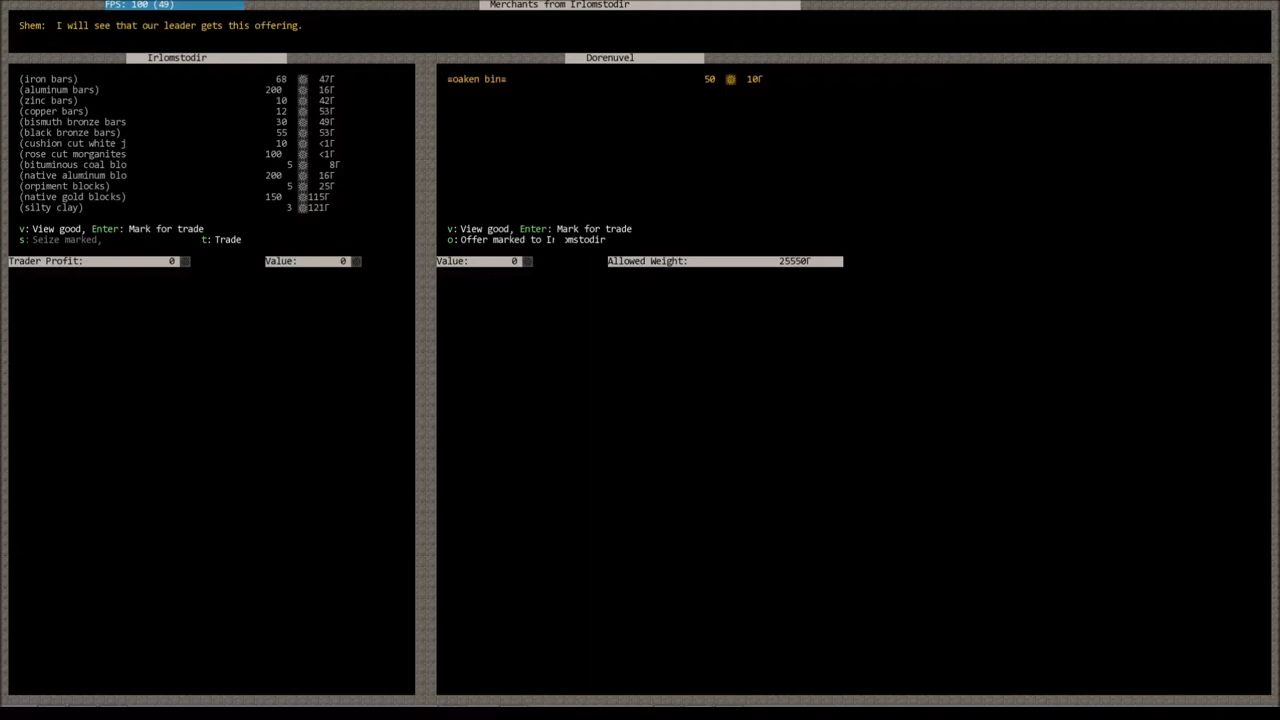 FPS: 100 (49)
Merchants from Irlomstodir
Shem: I will see that our leader gets this offering.
Irlomstodir
Dorenuvel
(iron bars) 68 ☼ 47Γ
(aluminum bars) 200 ☼ 16Γ
(zinc bars) 10 ☼ 42Γ
(copper bars) 12 ☼ 53Γ
(bismuth bronze bars 30 ☼ 49Γ
(black bronze bars) 55 ☼ 53Γ
(cushion cut white j 10 ☼ <1Γ
(rose cut morganites 100 ☼ <1Γ
(bituminous coal blo 5 ☼ 8Γ
(native aluminum blo 200 ☼ 16Γ
(orpiment blocks) 5 ☼ 25Γ
(native gold blocks) 150 ☼115Γ
(silty clay) 3 ☼121Γ
v: View good, Enter: Mark for trade
s: Seize marked, t: Trade
Trader Profit: 0 ☼ Value: 0 ☼
≡oaken bin≡ 50 ☼ 10Γ
v: View good, Enter: Mark for trade
o: Offer marked to Irlomstodir
Value: 0 ☼ Allowed Weight: 25550Γ